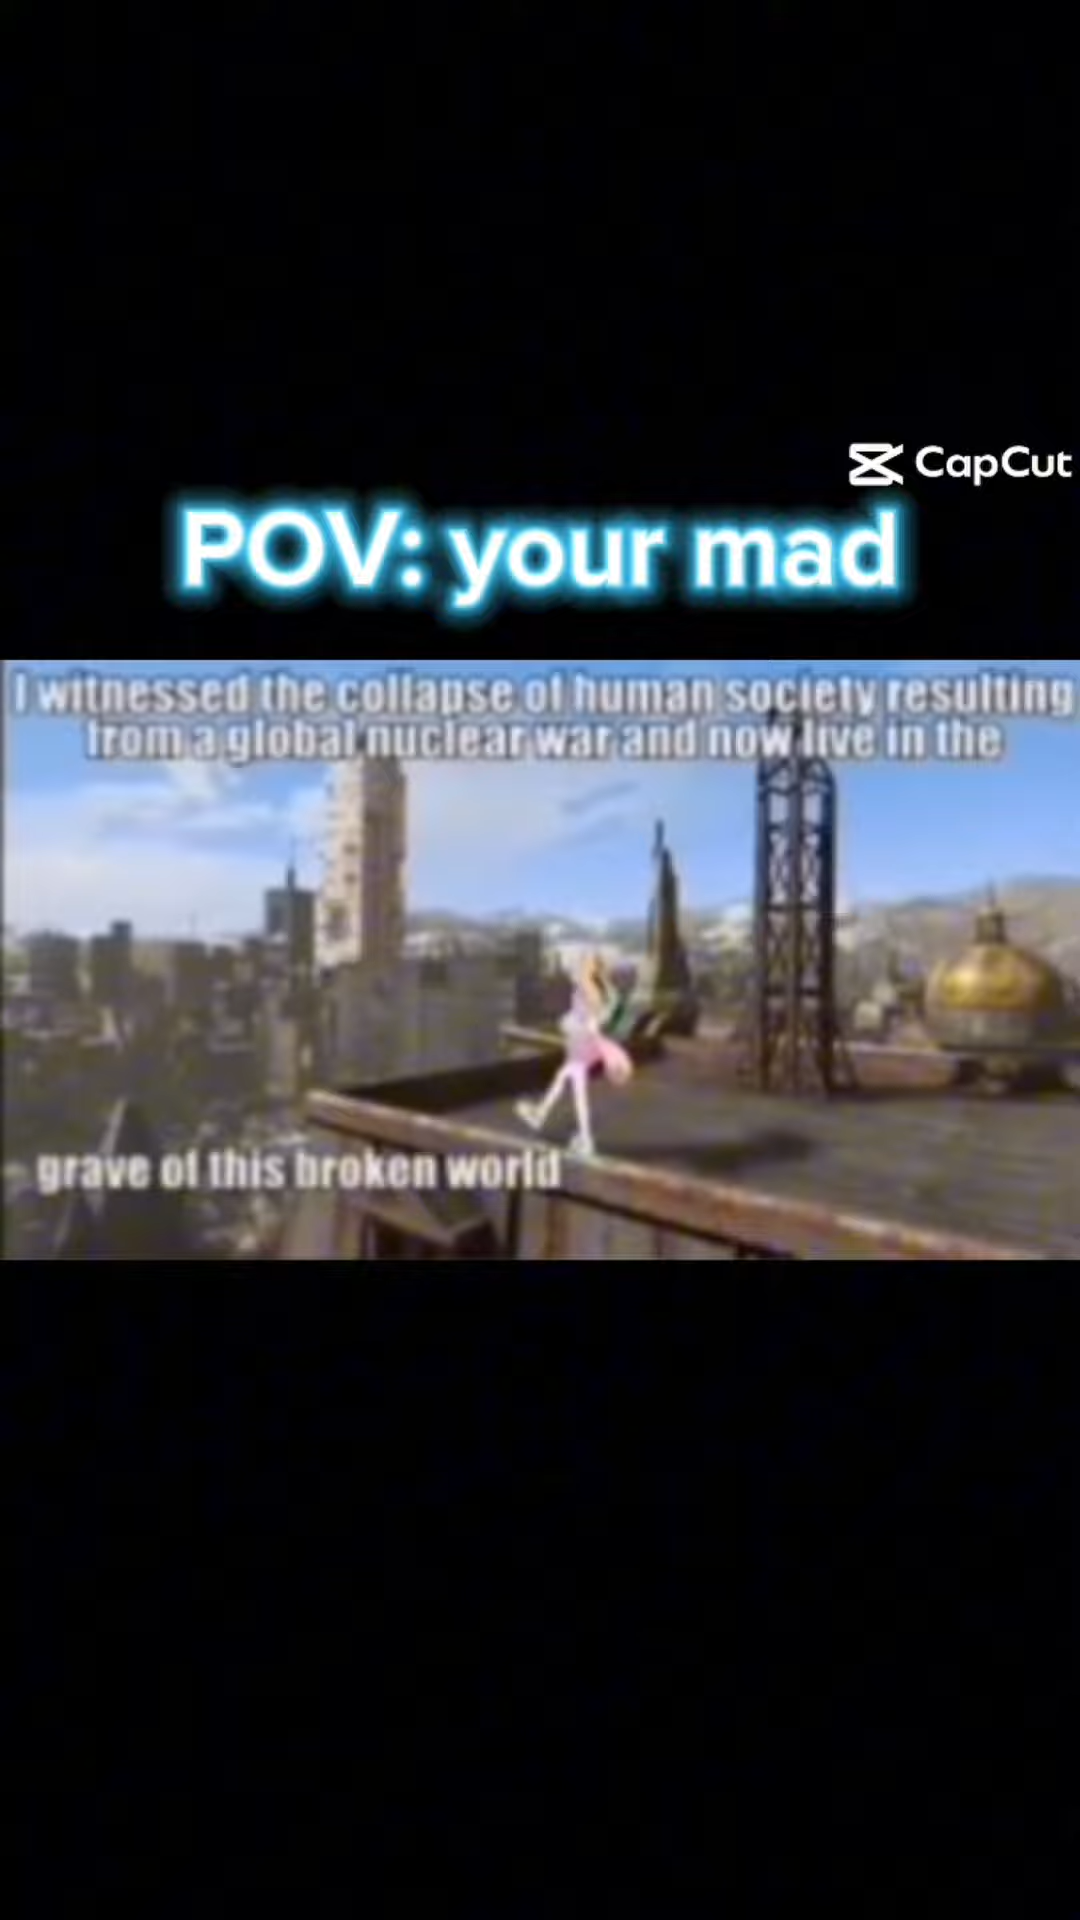 CapCut
POV: your mad
I witnessed the collapse of human society resulting
from a global nuclear war and now live in the
grave of this broken world